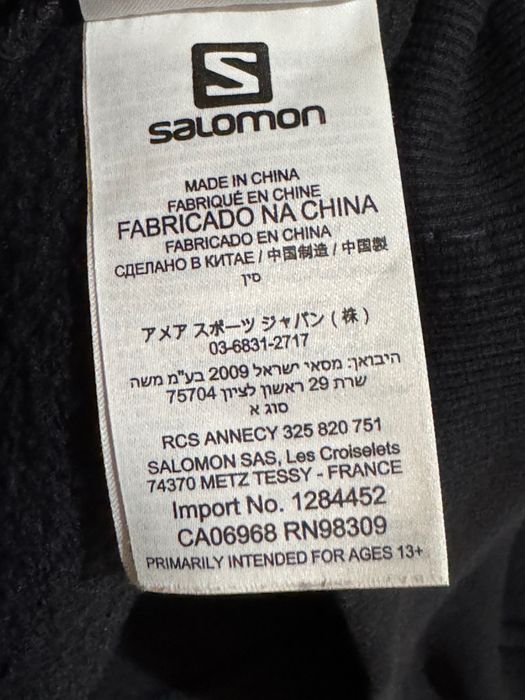 S
SALOMON
MADE IN CHINA
FABRIQUÉ EN CHINE
FABRICADO NA CHINA
FABRICADO EN CHINA
СДЕЛАНО В КИТАЕ / 中国制造 / 中国製
סין
アメア スポーツ ジャパン (株)
03-6831-2717
היבואן: מסאי ישראל 2009 בע"מ משה
שרת 29 ראשון לציון 75704
סוג א
RCS ANNECY 325 820 751
SALOMON SAS, Les Croiselets
74370 METZ TESSY - FRANCE
Import No. 1284452
CA06968 RN98309
PRIMARILY INTENDED FOR AGES 13+